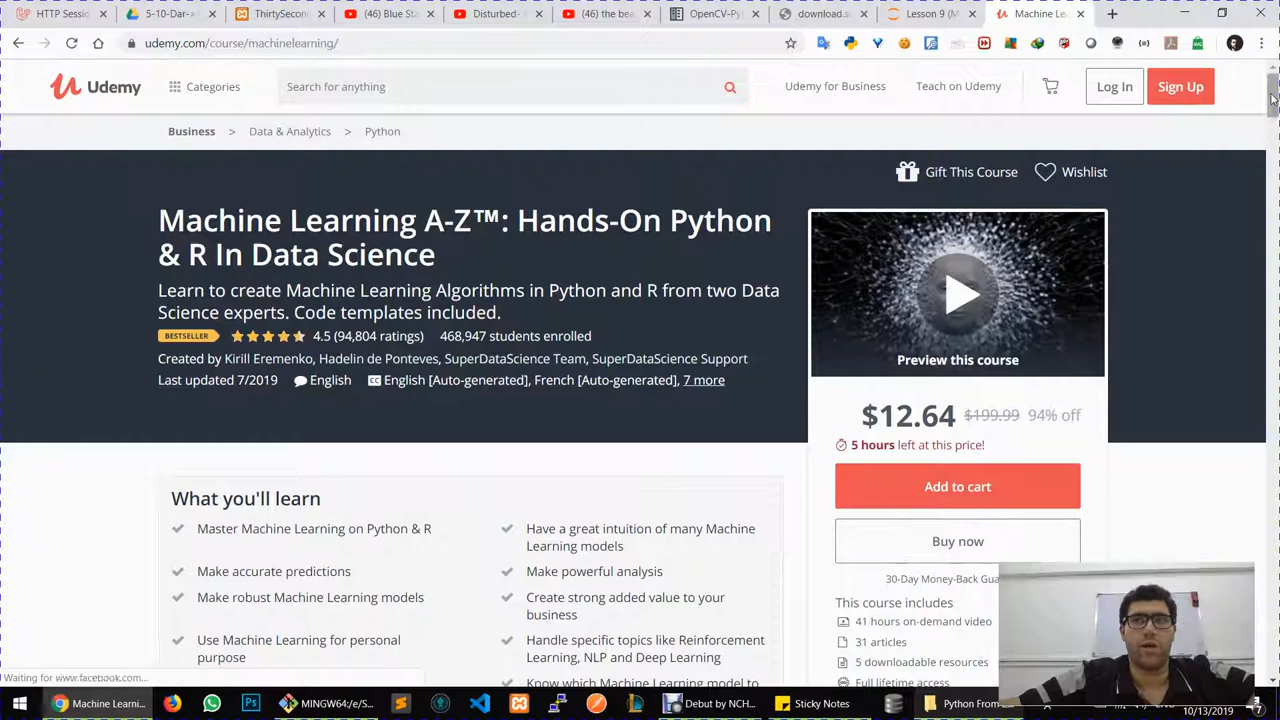 HTTP Sessi
5-10-Dar
ThirtySecon
(46) Blue St
Disturbed-
(46) the bea
OpenCV-Py
download.s
Lesson 9 (M
Machine Le
udemy.com/course/machinelearning/
Udemy
Categories
Search for anything
Udemy for Business
Teach on Udemy
Log In
Sign Up
Business > Data & Analytics > Python
Gift This Course
Wishlist
Machine Learning A-Z™: Hands-On Python
& R In Data Science
Learn to create Machine Learning Algorithms in Python and R from two Data
Science experts. Code templates included.
BESTSELLER
4.5 (94,804 ratings)
468,947 students enrolled
Created by Kirill Eremenko, Hadelin de Ponteves, SuperDataScience Team, SuperDataScience Support
Last updated 7/2019
English
CC English [Auto-generated], French [Auto-generated], 7 more
Preview this course
$12.64 $199.99 94% off
5 hours left at this price!
Add to cart
Buy now
30-Day Money-Back Gua
This course includes
41 hours on-demand video
31 articles
5 downloadable resources
Full lifetime access
What you'll learn
Master Machine Learning on Python & R
Have a great intuition of many Machine
Learning models
Make accurate predictions
Make powerful analysis
Make robust Machine Learning models
Create strong added value to your
business
Use Machine Learning for personal
purpose
Handle specific topics like Reinforcement
Learning, NLP and Deep Learning
Know which Machine Learning model to
Waiting for www.facebook.com...
Machine Learni...
MINGW64:/e/S...
Debut by NCH...
Sticky Notes
Python From
10/13/2019
7